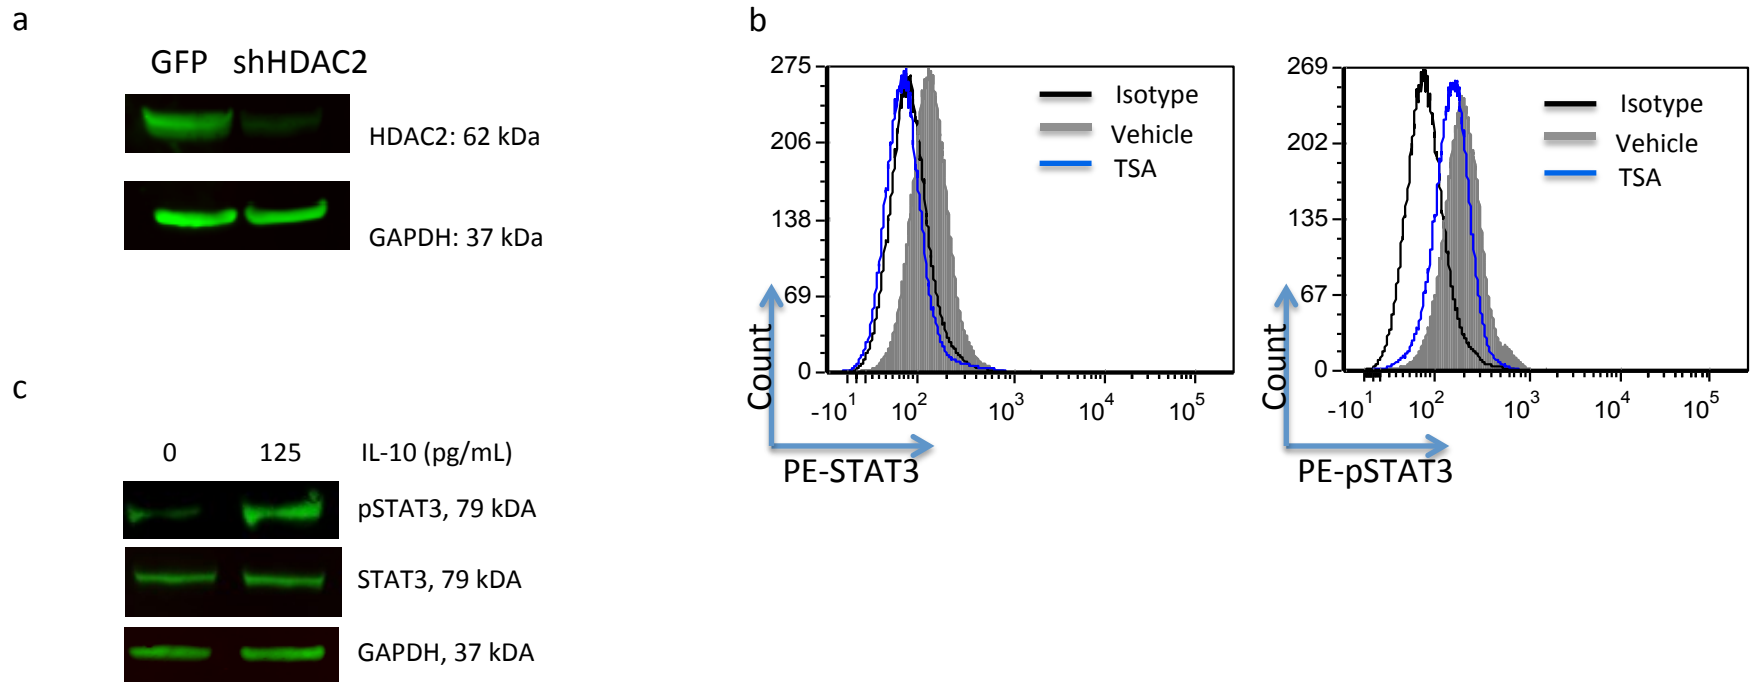 a
GFP shHDAC2
HDAC2: 62 kDa
GAPDH: 37 kDa
b
275
206
138
69
0
Count
-10¹ 10² 10³ 10⁴ 10⁵
PE-STAT3
Isotype
Vehicle
TSA
269
202
135
67
0
Count
-10¹ 10² 10³ 10⁴ 10⁵
PE-pSTAT3
Isotype
Vehicle
TSA
c
0 125 IL-10 (pg/mL)
pSTAT3, 79 kDA
STAT3, 79 kDA
GAPDH, 37 kDA